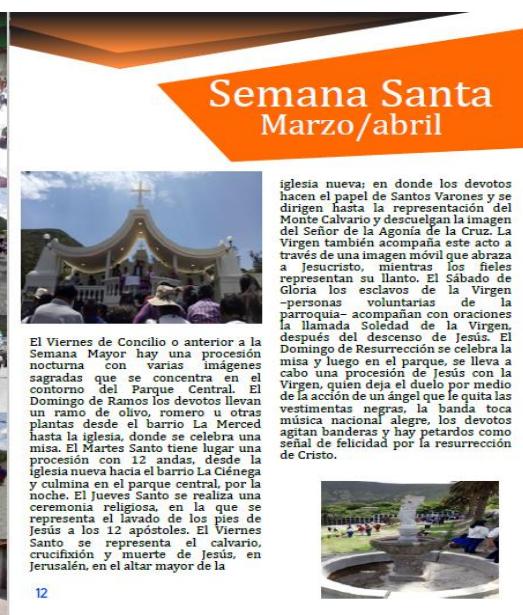 Semana Santa
Marzo/abril
El Viernes de Concilio o anterior a la
Semana Mayor hay una procesión
nocturna con varias imágenes
sagradas que se concentra en el
contorno del Parque Central. El
Domingo de Ramos los devotos llevan
un ramo de olivo, romero u otras
plantas desde el barrio La Merced
hasta la iglesia, donde se celebra una
misa. El Martes Santo tiene lugar una
procesión con 12 andas, desde la
iglesia nueva hacia el barrio La Ciénega
y culmina en el parque central, por la
noche. El Jueves Santo se realiza una
ceremonia religiosa, en la que se
representa el lavado de los pies de
Jesús a los 12 apóstoles. El Viernes
Santo se representa el calvario,
crucifixión y muerte de Jesús, en
Jerusalén, en el altar mayor de la
iglesia nueva; en donde los devotos
hacen el papel de Santos Varones y se
dirigen hasta la representación del
Monte Calvario y descuelgan la imagen
del Señor de la Agonía de la Cruz. La
Virgen también acompaña este acto a
través de una imagen móvil que abraza
a Jesucristo, mientras los fieles
representan su llanto. El Sábado de
Gloria los esclavos de la Virgen
–personas voluntarias de la
parroquia– acompañan con oraciones
la llamada Soledad de la Virgen,
después del descenso de Jesús. El
Domingo de Resurrección se celebra la
misa y luego en el parque, se lleva a
cabo una procesión de Jesús con la
Virgen, quien deja el duelo por medio
de la acción de un ángel que le quita las
vestimentas negras, la banda toca
música nacional alegre, los devotos
agitan banderas y hay petardos como
señal de felicidad por la resurrección
de Cristo.
12